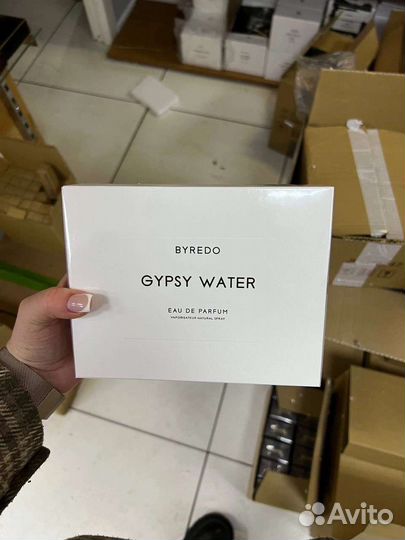 BYREDO
GYPSY WATER
EAU DE PARFUM
VAPORISATEUR NATURAL SPRAY
Avito